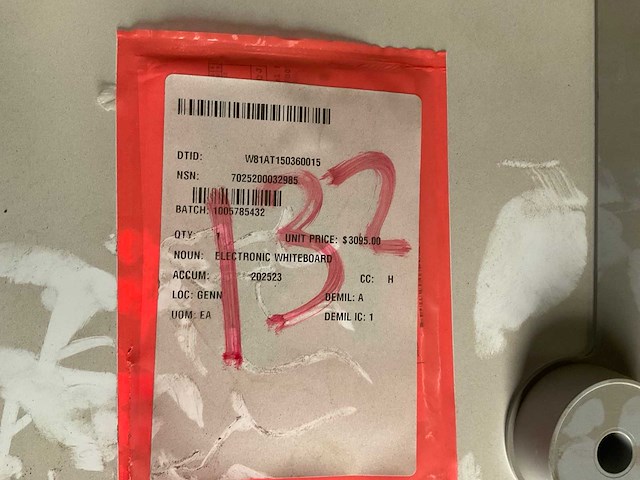 DTID: W81AT150360015
NSN: 7025200032985
BATCH: 1005785432
QTY: UNIT PRICE: $3095.00
NOUN: ELECTRONIC WHITEBOARD
ACCUM: 202523 CC: H
LOC: GENN DEMIL: A
UOM: EA DEMIL IC: 1
132